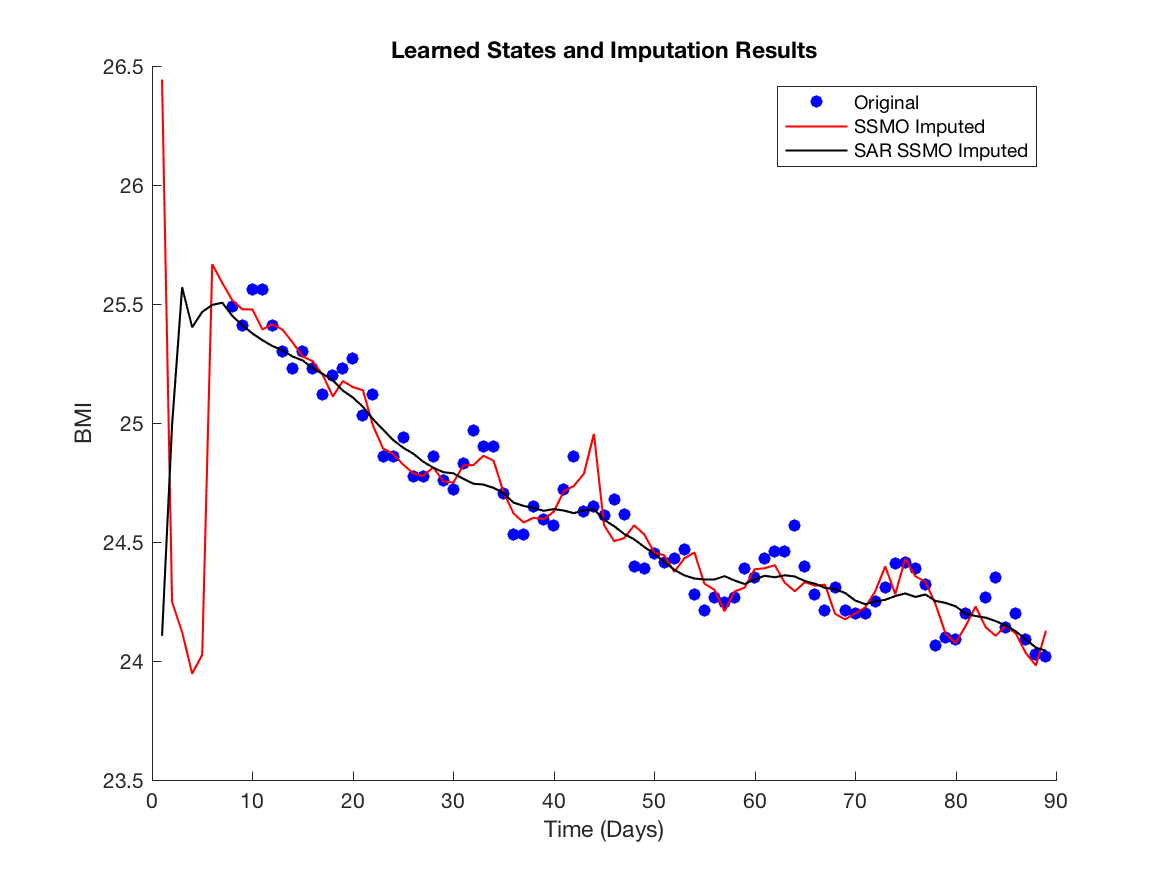 Learned States and Imputation Results
26.5
26
25.5
25
24.5
24
23.5
BMI
Original
SSMO Imputed
SAR SSMO Imputed
0 10 20 30 40 50 60 70 80 90
Time (Days)